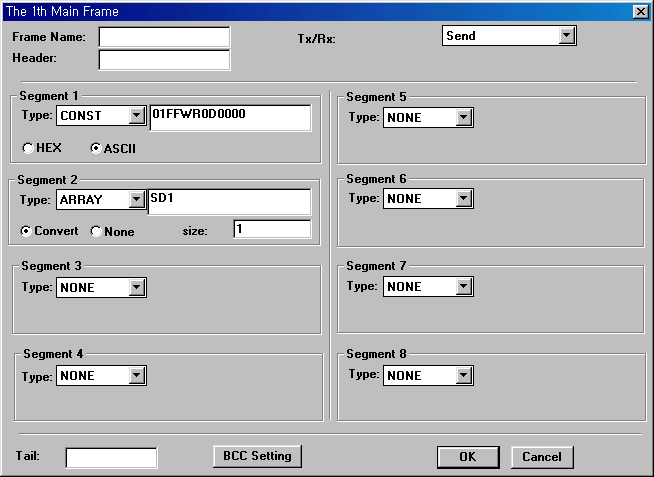 The 1th Main Frame
Frame Name:
Tx/Rx:
Send
Header:
Segment 1
Type: CONST 01FFWR0D0000
HEX ASCII
Segment 2
Type: ARRAY SD1
Convert None size: 1
Segment 3
Type: NONE
Segment 4
Type: NONE
Segment 5
Type: NONE
Segment 6
Type: NONE
Segment 7
Type: NONE
Segment 8
Type: NONE
Tail:
BCC Setting
OK
Cancel